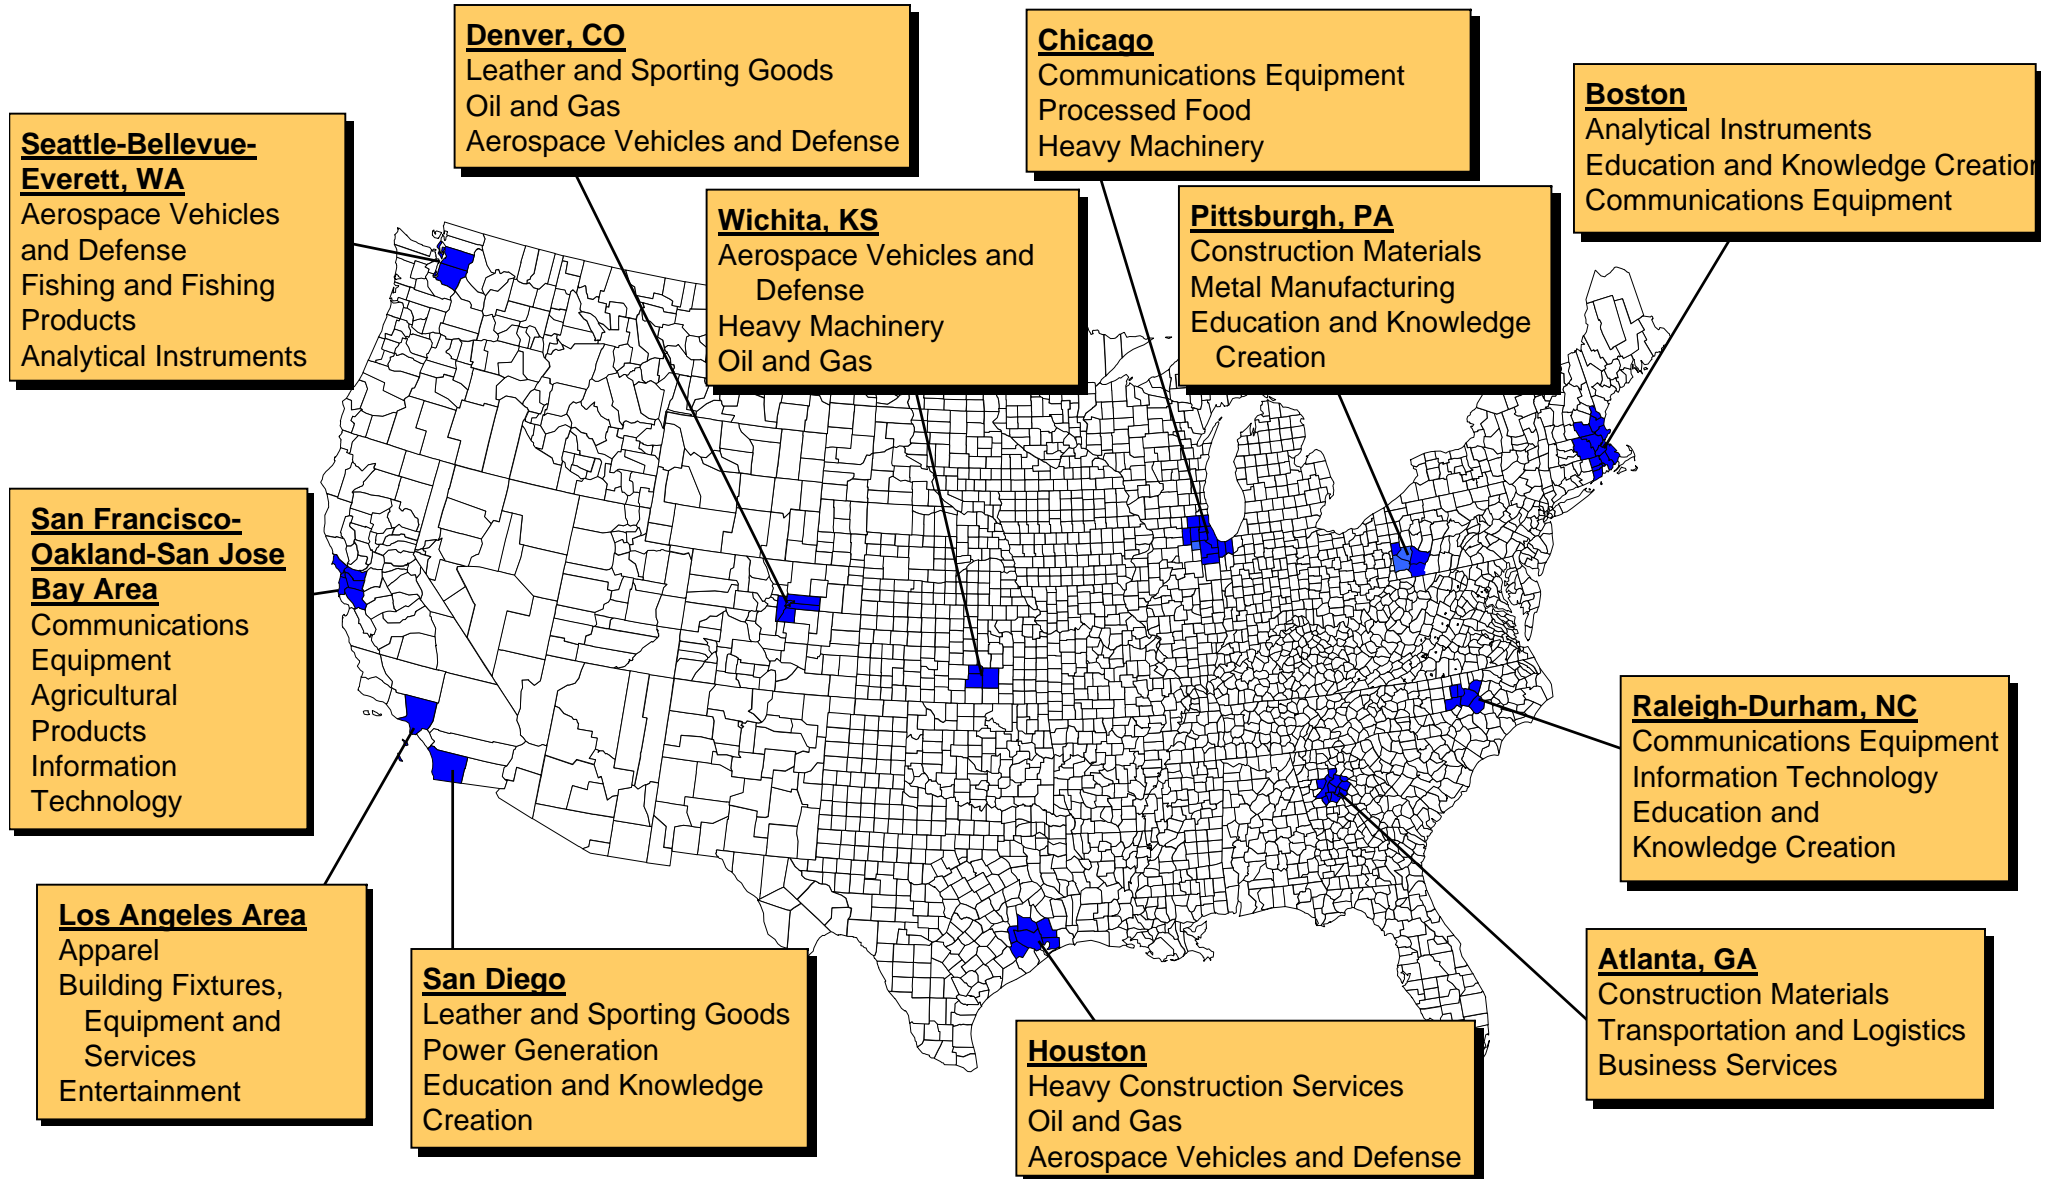 Denver, CO
Leather and Sporting Goods
Oil and Gas
Aerospace Vehicles and Defense
Chicago
Communications Equipment
Processed Food
Heavy Machinery
Boston
Analytical Instruments
Education and Knowledge Creation
Communications Equipment
Seattle-Bellevue-
Everett, WA
Aerospace Vehicles
and Defense
Fishing and Fishing
Products
Analytical Instruments
Wichita, KS
Aerospace Vehicles and
Defense
Heavy Machinery
Oil and Gas
Pittsburgh, PA
Construction Materials
Metal Manufacturing
Education and Knowledge
Creation
San Francisco-
Oakland-San Jose
Bay Area
Communications
Equipment
Agricultural
Products
Information
Technology
Raleigh-Durham, NC
Communications Equipment
Information Technology
Education and
Knowledge Creation
Los Angeles Area
Apparel
Building Fixtures,
Equipment and
Services
Entertainment
San Diego
Leather and Sporting Goods
Power Generation
Education and Knowledge
Creation
Houston
Heavy Construction Services
Oil and Gas
Aerospace Vehicles and Defense
Atlanta, GA
Construction Materials
Transportation and Logistics
Business Services